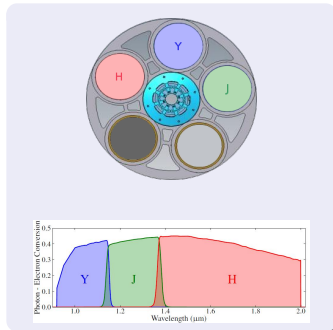 Y
H
J
Photon - Electron Conversion
0.5
0.4
0.3
0.2
0.1
0.0
Y
J
H
1.0
1.2
1.4
1.6
1.8
2.0
Wavelength (μm)